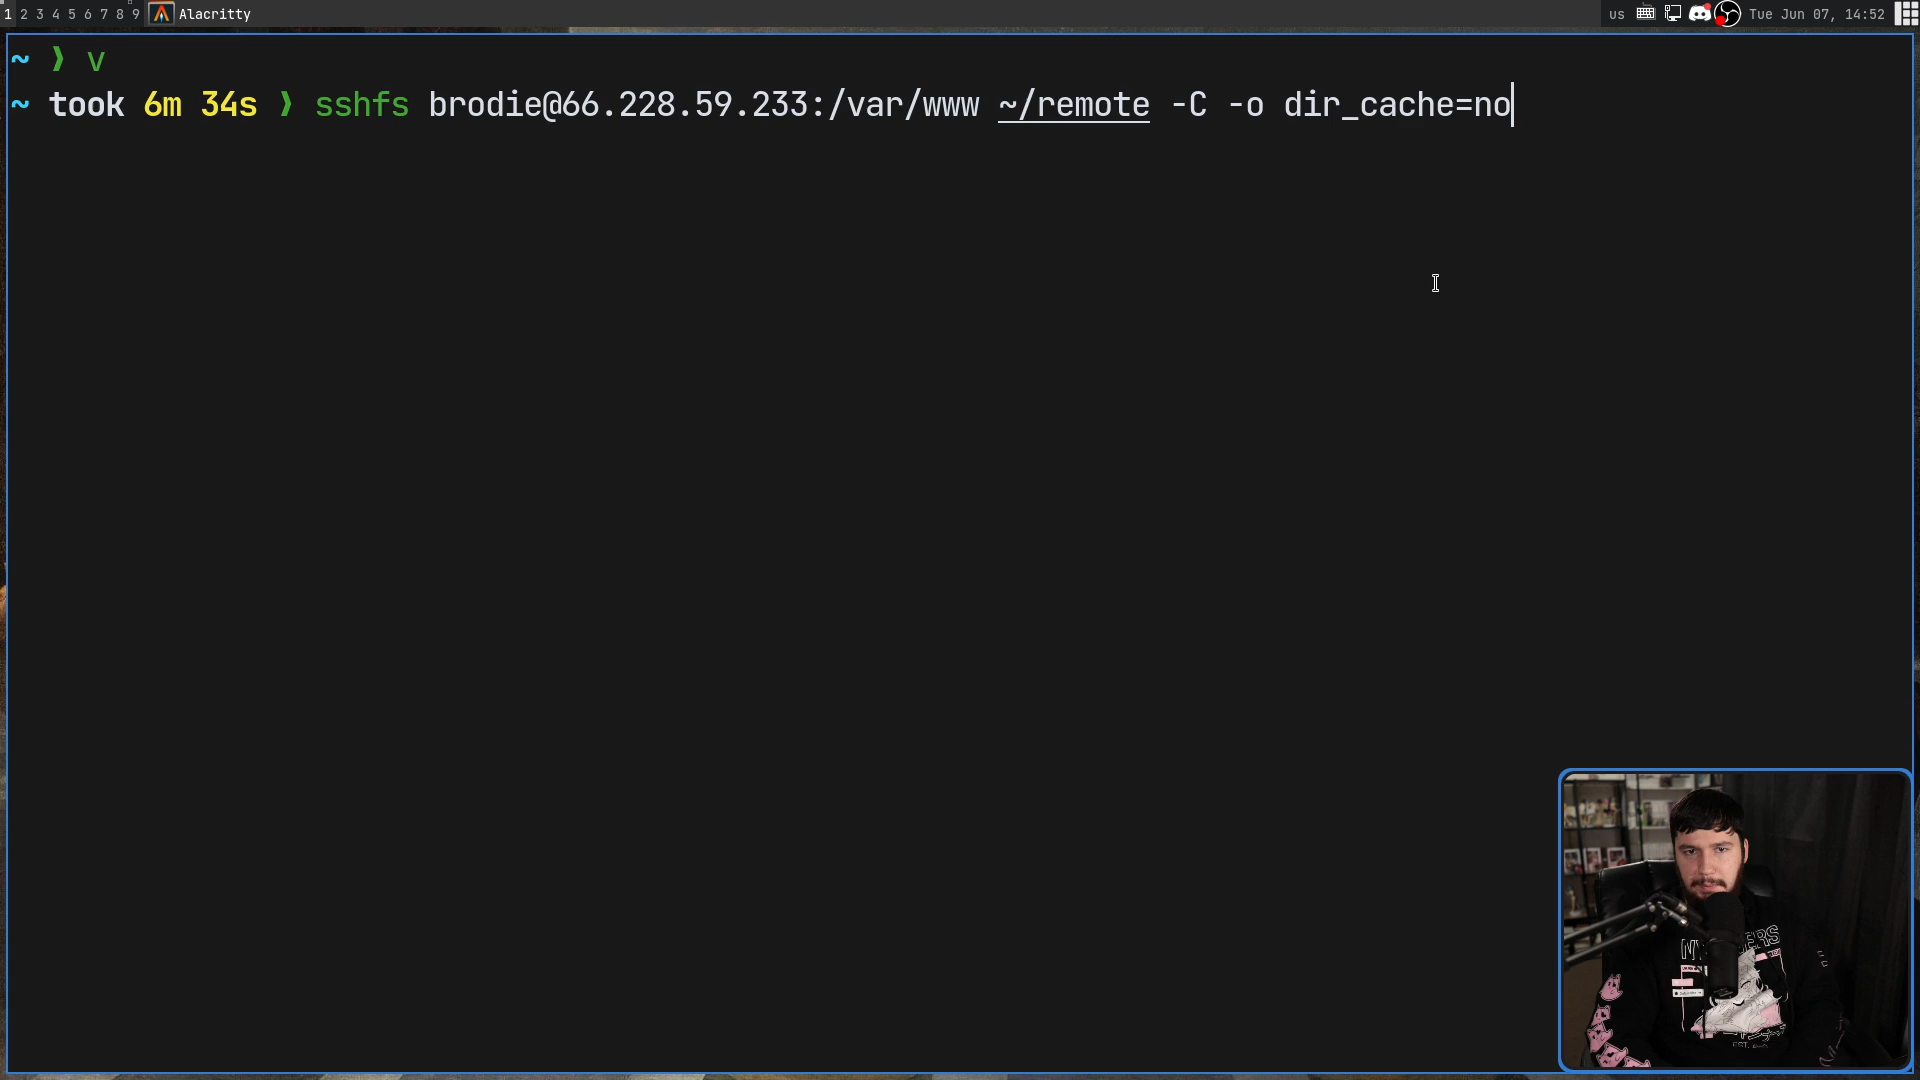 1 2 3 4 5 6 7 8 9 Alacritty us Tue Jun 07, 14:52
~ ❯ v
~ took 6m 34s ❯ sshfs brodie@66.228.59.233:/var/www ~/remote -C -o dir_cache=no